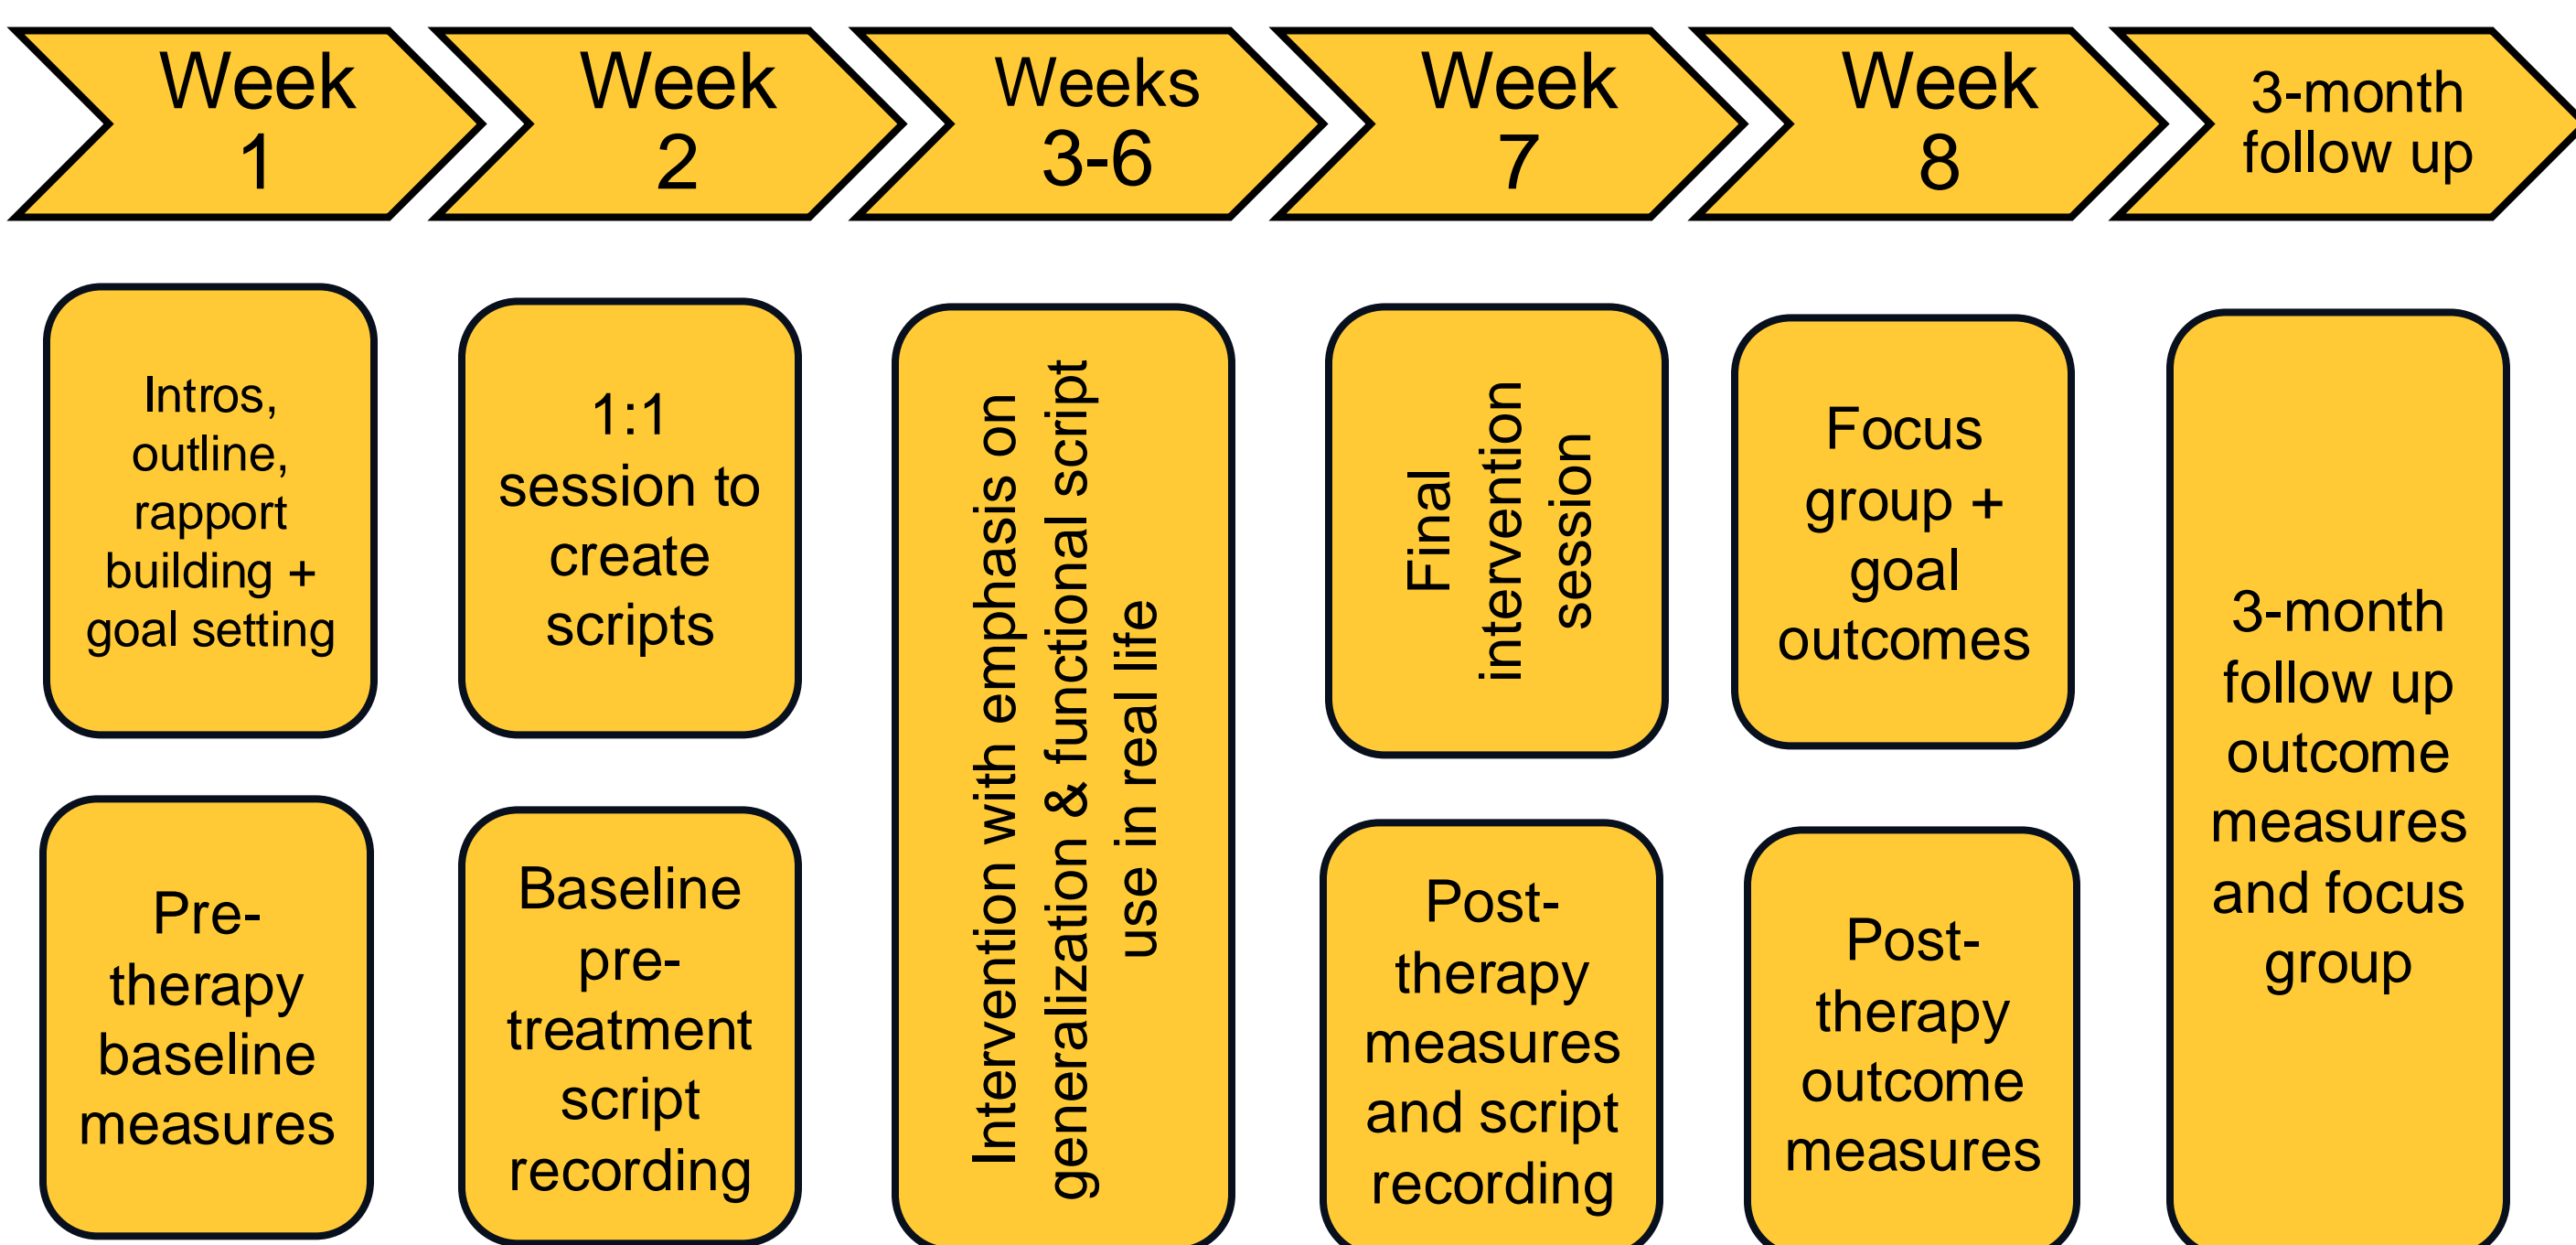 Week
1
Week
2
Weeks
3-6
Week
7
Week
8
3-month
follow up
Intros,
outline,
rapport
building +
goal setting
Pre-
therapy
baseline
measures
1:1
session to
create
scripts
Baseline
pre-
treatment
script
recording
Intervention with emphasis on
generalization & functional script
use in real life
Final
intervention
session
Post-
therapy
measures
and script
recording
Focus
group +
goal
outcomes
Post-
therapy
outcome
measures
3-month
follow up
outcome
measures
and focus
group